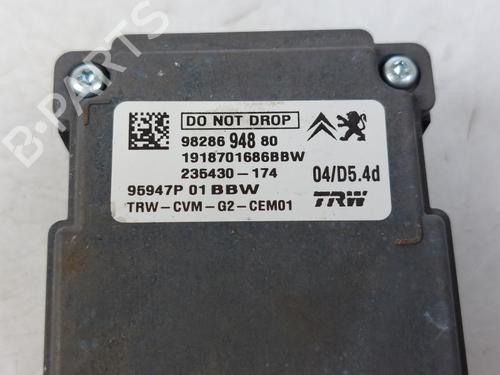 DO NOT DROP
98286 948 80
1918701686BBW
235430-174
04/D5.4d
95947P 01 BBW
TRW-CVM-G2-CEM01
TRW
B-PARTS